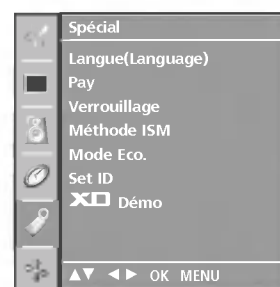 Spécial
Langue(Language)
Pay
Verrouillage
Méthode ISM
Mode Eco.
Set ID
XD Démo
▲▼ ◄► OK MENU